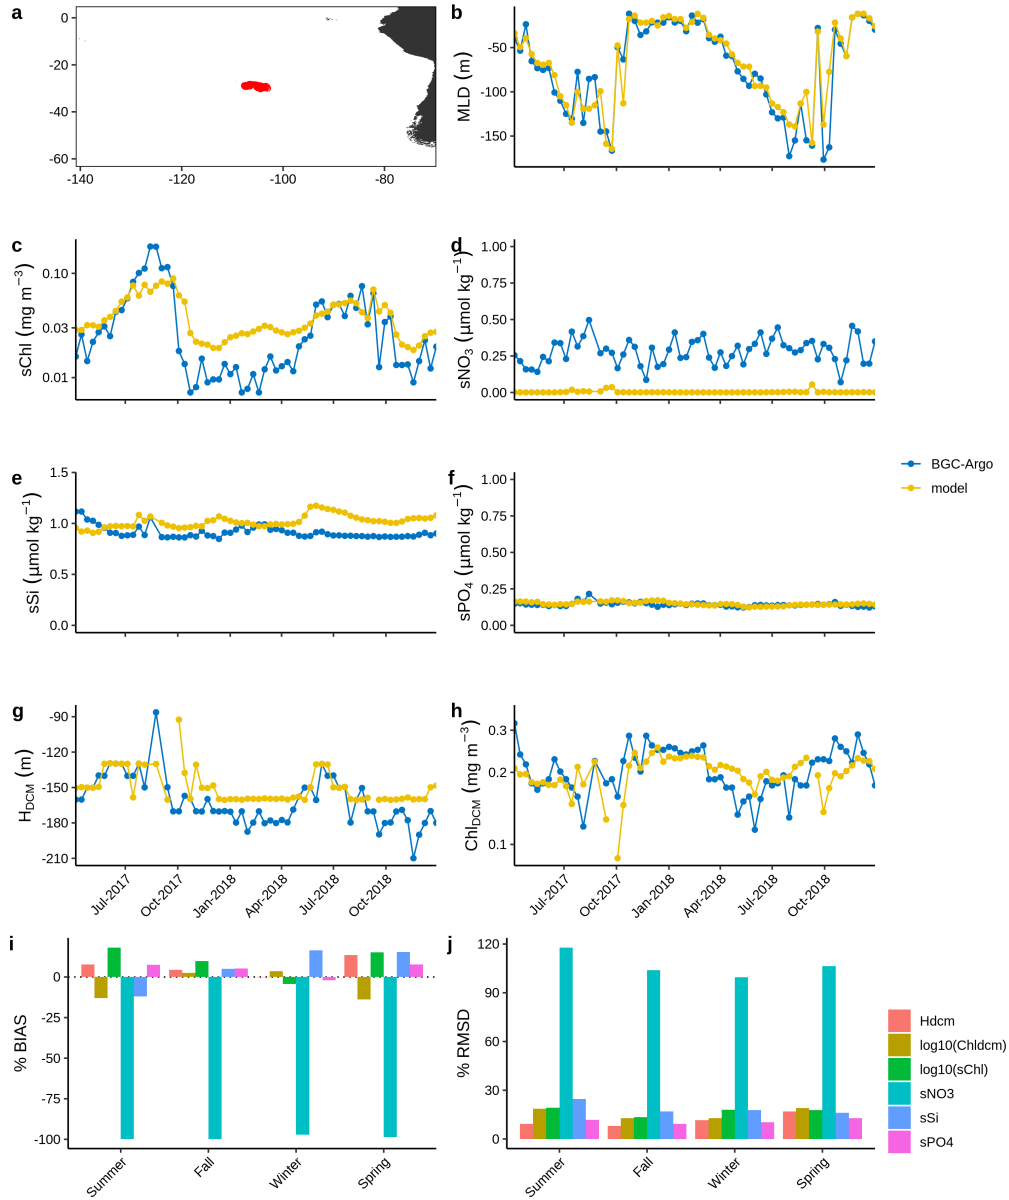 a
0
-20
-40
-60
-140
-120
-100
-80
b
MLD (m)
-50
-100
-150
c
sChl (mg m⁻³)
0.10
0.03
0.01
d
sNO₃ (µmol kg⁻¹)
1.00
0.75
0.50
0.25
0.00
e
sSi (µmol kg⁻¹)
1.5
1.0
0.5
0.0
f
sPO₄ (µmol kg⁻¹)
1.00
0.75
0.50
0.25
0.00
BGC-Argo
model
g
H_DCM (m)
-90
-120
-150
-180
-210
Jul-2017
Oct-2017
Jan-2018
Apr-2018
Jul-2018
Oct-2018
h
Chl_DCM (mg m⁻³)
0.3
0.2
0.1
Jul-2017
Oct-2017
Jan-2018
Apr-2018
Jul-2018
Oct-2018
i
% BIAS
0
-25
-50
-75
-100
Summer
Fall
Winter
Spring
j
% RMSD
120
90
60
30
0
Summer
Fall
Winter
Spring
Hdcm
log10(Chldcm)
log10(sChl)
sNO3
sSi
sPO4